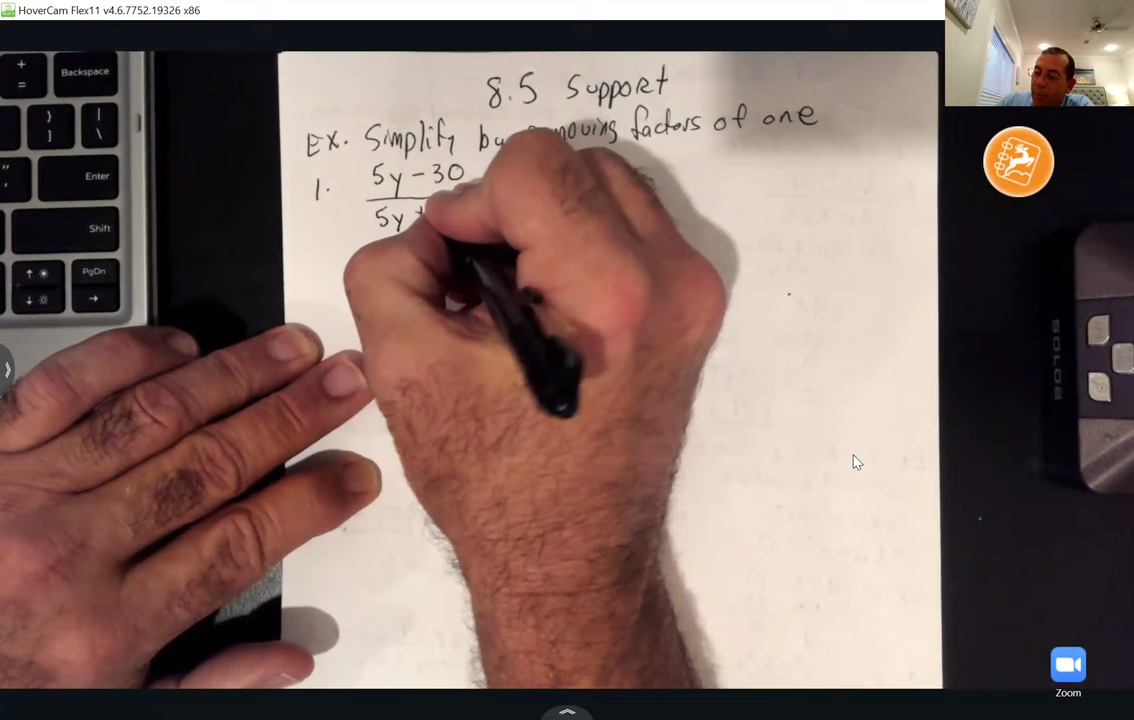 HoverCam Flex11 v4.6.7752.19326 x86
+
=
Backspace
}
]
|
\
"
Enter
Shift
PgDn
8.5 Support
Ex. Simplify by removing factors of one
1. 5y - 30
5y +
BOLOS
Zoom